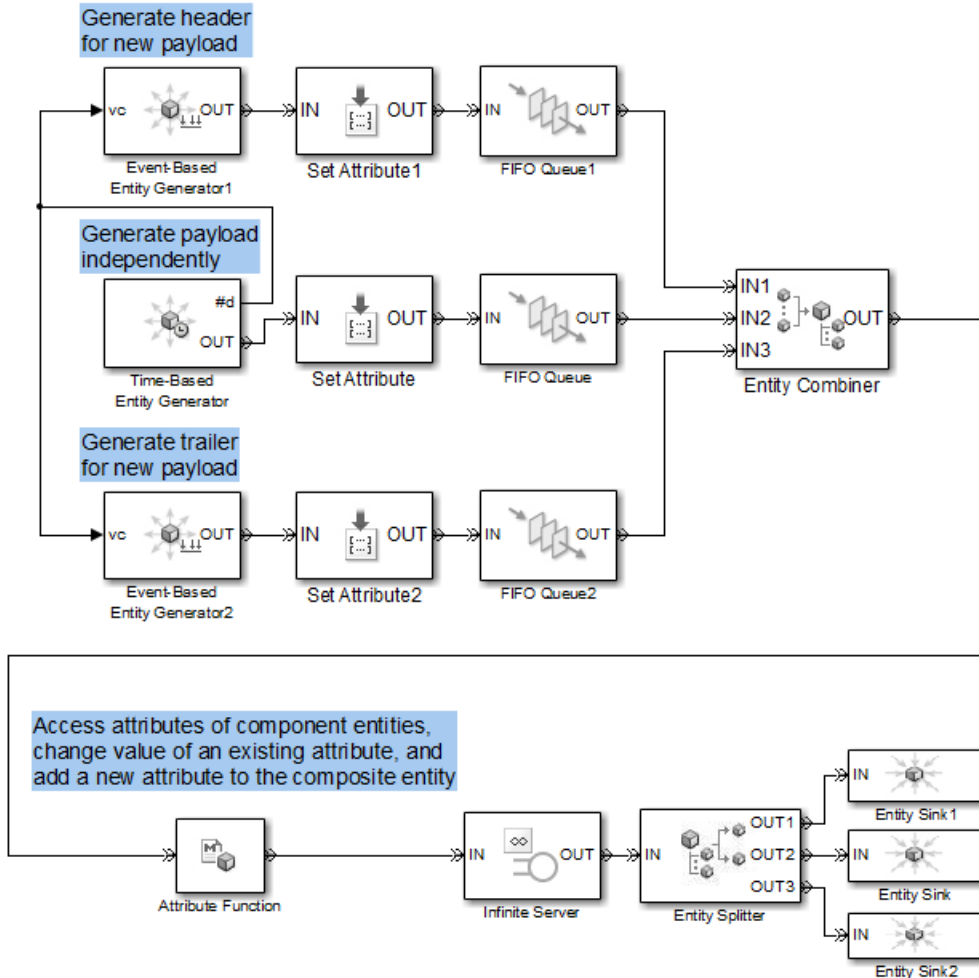 Generate header
for new payload
vc
OUT
Event-Based
Entity Generator1
IN
[:::]
OUT
Set Attribute1
IN
OUT
FIFO Queue1
Generate payload
independently
#d
OUT
Time-Based
Entity Generator
IN
[:::]
OUT
Set Attribute
IN
OUT
FIFO Queue
IN1
IN2
IN3
OUT
Entity Combiner
Generate trailer
for new payload
vc
OUT
Event-Based
Entity Generator2
IN
[:::]
OUT
Set Attribute2
IN
OUT
FIFO Queue2
Access attributes of component entities,
change value of an existing attribute, and
add a new attribute to the composite entity
M
Attribute Function
IN
∞
OUT
Infinite Server
IN
OUT1
OUT2
OUT3
Entity Splitter
IN
Entity Sink1
IN
Entity Sink
IN
Entity Sink2